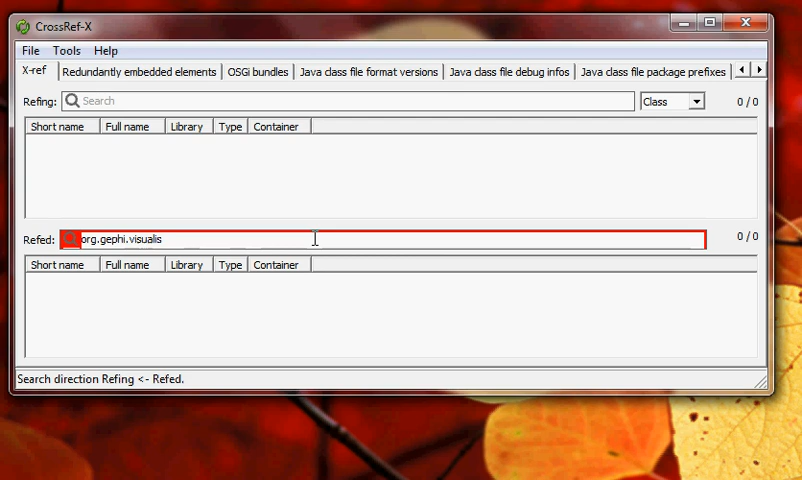 CrossRef-X
File Tools Help
X-ref Redundantly embedded elements OSGi bundles Java class file format versions Java class file debug infos Java class file package prefixes
Refing: Search Class 0 / 0
Short name Full name Library Type Container
Refed: org.gephi.visualis 0 / 0
Short name Full name Library Type Container
Search direction Refing <- Refed.